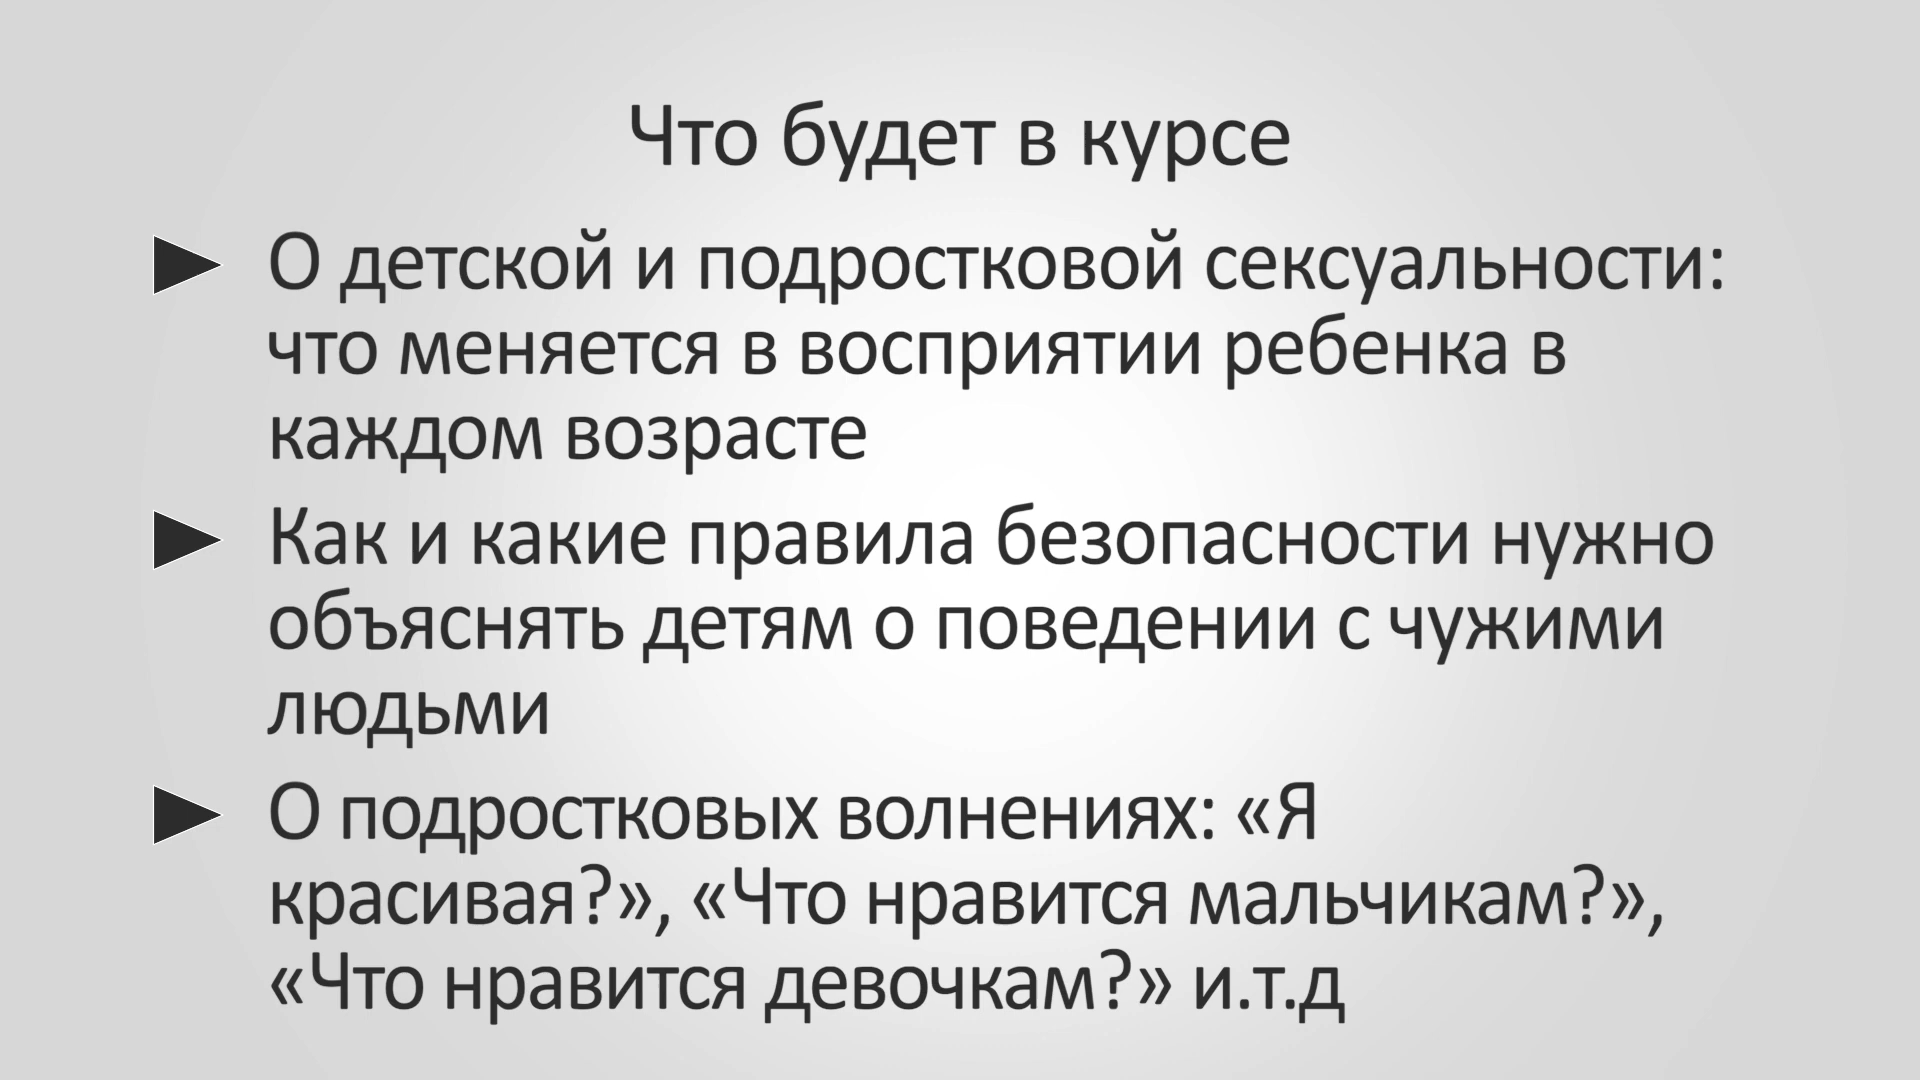 Что будет в курсе
О детской и подростковой сексуальности:
что меняется в восприятии ребенка в
каждом возрасте
Как и какие правила безопасности нужно
объяснять детям о поведении с чужими
людьми
О подростковых волнениях: «Я
красивая?», «Что нравится мальчикам?»,
«Что нравится девочкам?» и.т.д